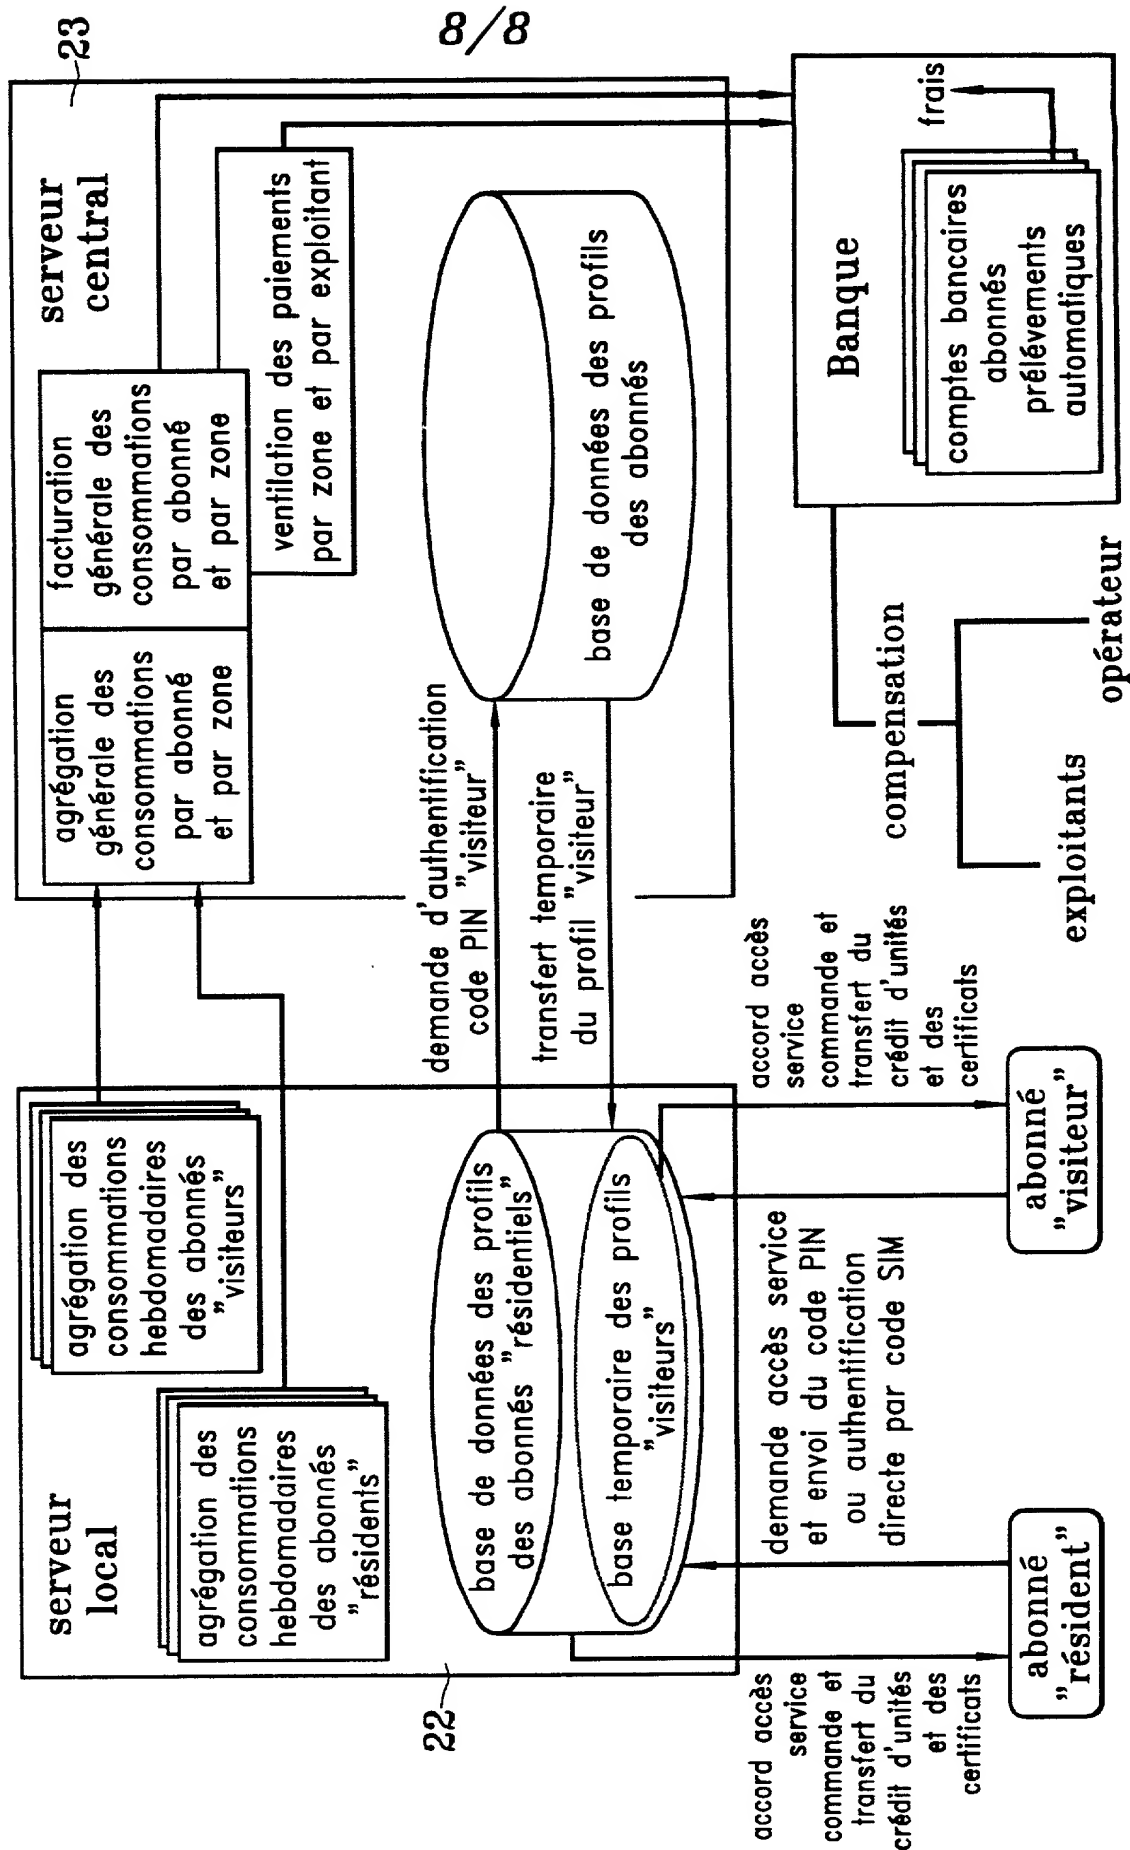 8/8
23
serveur
central
agrégation
générale des
consommations
par abonné
et par zone
facturation
générale des
consommations
par abonné
et par zone
ventilation des paiements
par zone et par exploitant
base de données des profils
des abonnés
demande d'authentification
code PIN "visiteur"
transfert temporaire
du profil "visiteur"
serveur
local
agrégation des
consommations
hebdomadaires
des abonnés
"visiteurs"
agrégation des
consommations
hebdomadaires
des abonnés
"résidents"
base de données des profils
des abonnés "résidentiels"
base temporaire des profils
"visiteurs"
22
accord accès
service
commande et
transfert du
crédit d'unités
et des
certificats
abonné
"résident"
demande accès service
et envoi du code PIN
ou authentification
directe par code SIM
abonné
"visiteur"
accord accès
service
commande et
transfert du
crédit d'unités
et des
certificats
Banque
comptes bancaires
abonnés
prélévements
automatiques
frais
compensation
exploitants
opérateur